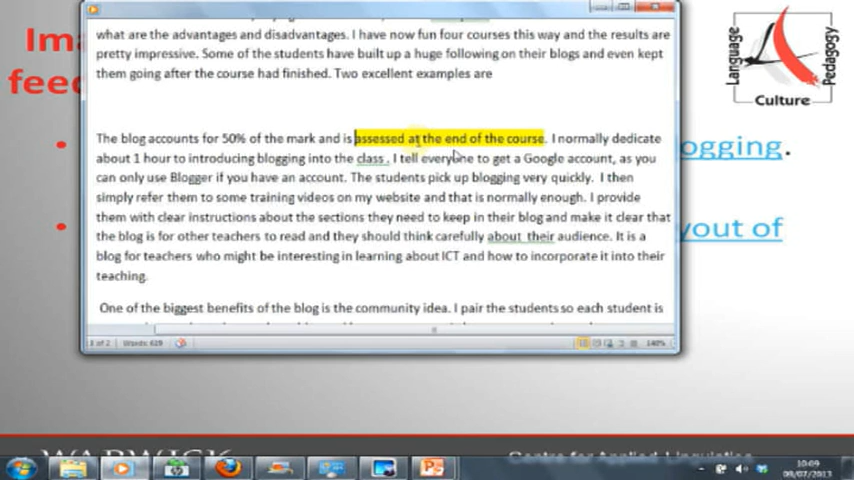 what are the advantages and disadvantages. I have now fun four courses this way and the results are
pretty impressive. Some of the students have built up a huge following on their blogs and even kept
them going after the course had finished. Two excellent examples are
The blog accounts for 50% of the mark and is assessed at the end of the course. I normally dedicate
about 1 hour to introducing blogging into the class . I tell everyone to get a Google account, as you
can only use Blogger if you have an account. The students pick up blogging very quickly. I then
simply refer them to some training videos on my website and that is normally enough. I provide
them with clear instructions about the sections they need to keep in their blog and make it clear that
the blog is for other teachers to read and they should think carefully about their audience. It is a
blog for teachers who might be interesting in learning about ICT and how to incorporate it into their
teaching.
One of the biggest benefits of the blog is the community idea. I pair the students so each student is
Words: 619
140%
Ima
feed
ogging.
yout of
Language
Pedagogy
Culture
WARWICK
Centre for Applied Linguistics
10:09
09/07/2013